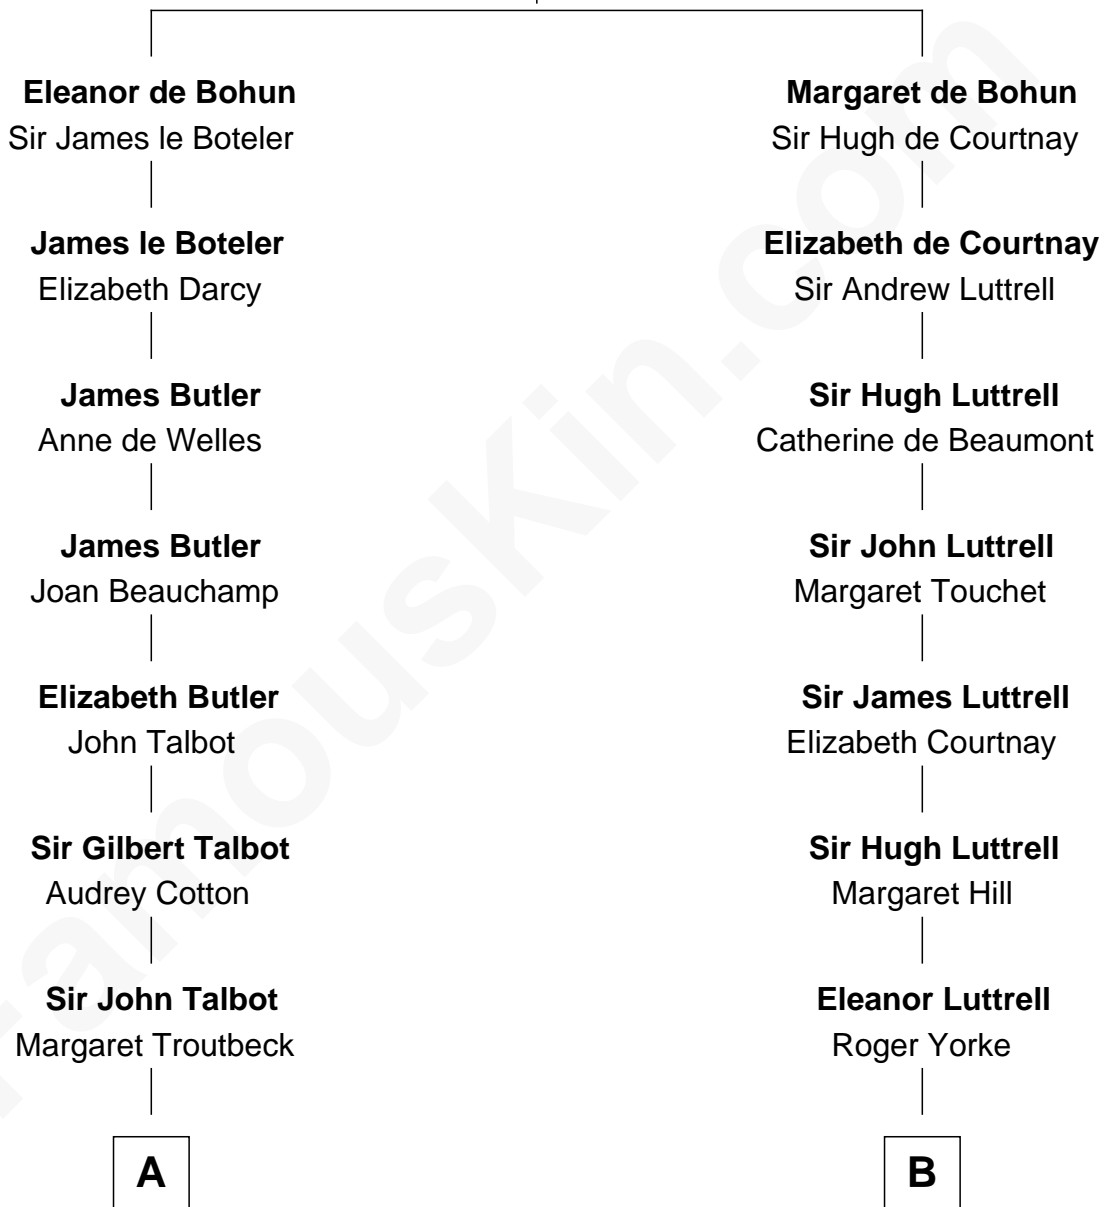 Eleanor de Bohun
Sir James le Boteler
James le Boteler
Elizabeth Darcy
James Butler
Anne de Welles
James Butler
Joan Beauchamp
Elizabeth Butler
John Talbot
Sir Gilbert Talbot
Audrey Cotton
Sir John Talbot
Margaret Troutbeck
A
Margaret de Bohun
Sir Hugh de Courtnay
Elizabeth de Courtnay
Sir Andrew Luttrell
Sir Hugh Luttrell
Catherine de Beaumont
Sir John Luttrell
Margaret Touchet
Sir James Luttrell
Elizabeth Courtnay
Sir Hugh Luttrell
Margaret Hill
Eleanor Luttrell
Roger Yorke
B
FamousKin.com